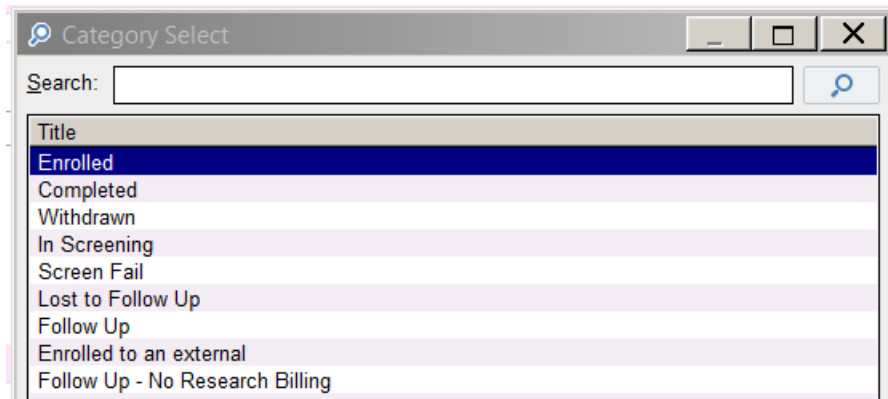 Category Select
Search:
Title
Enrolled
Completed
Withdrawn
In Screening
Screen Fail
Lost to Follow Up
Follow Up
Enrolled to an external
Follow Up - No Research Billing